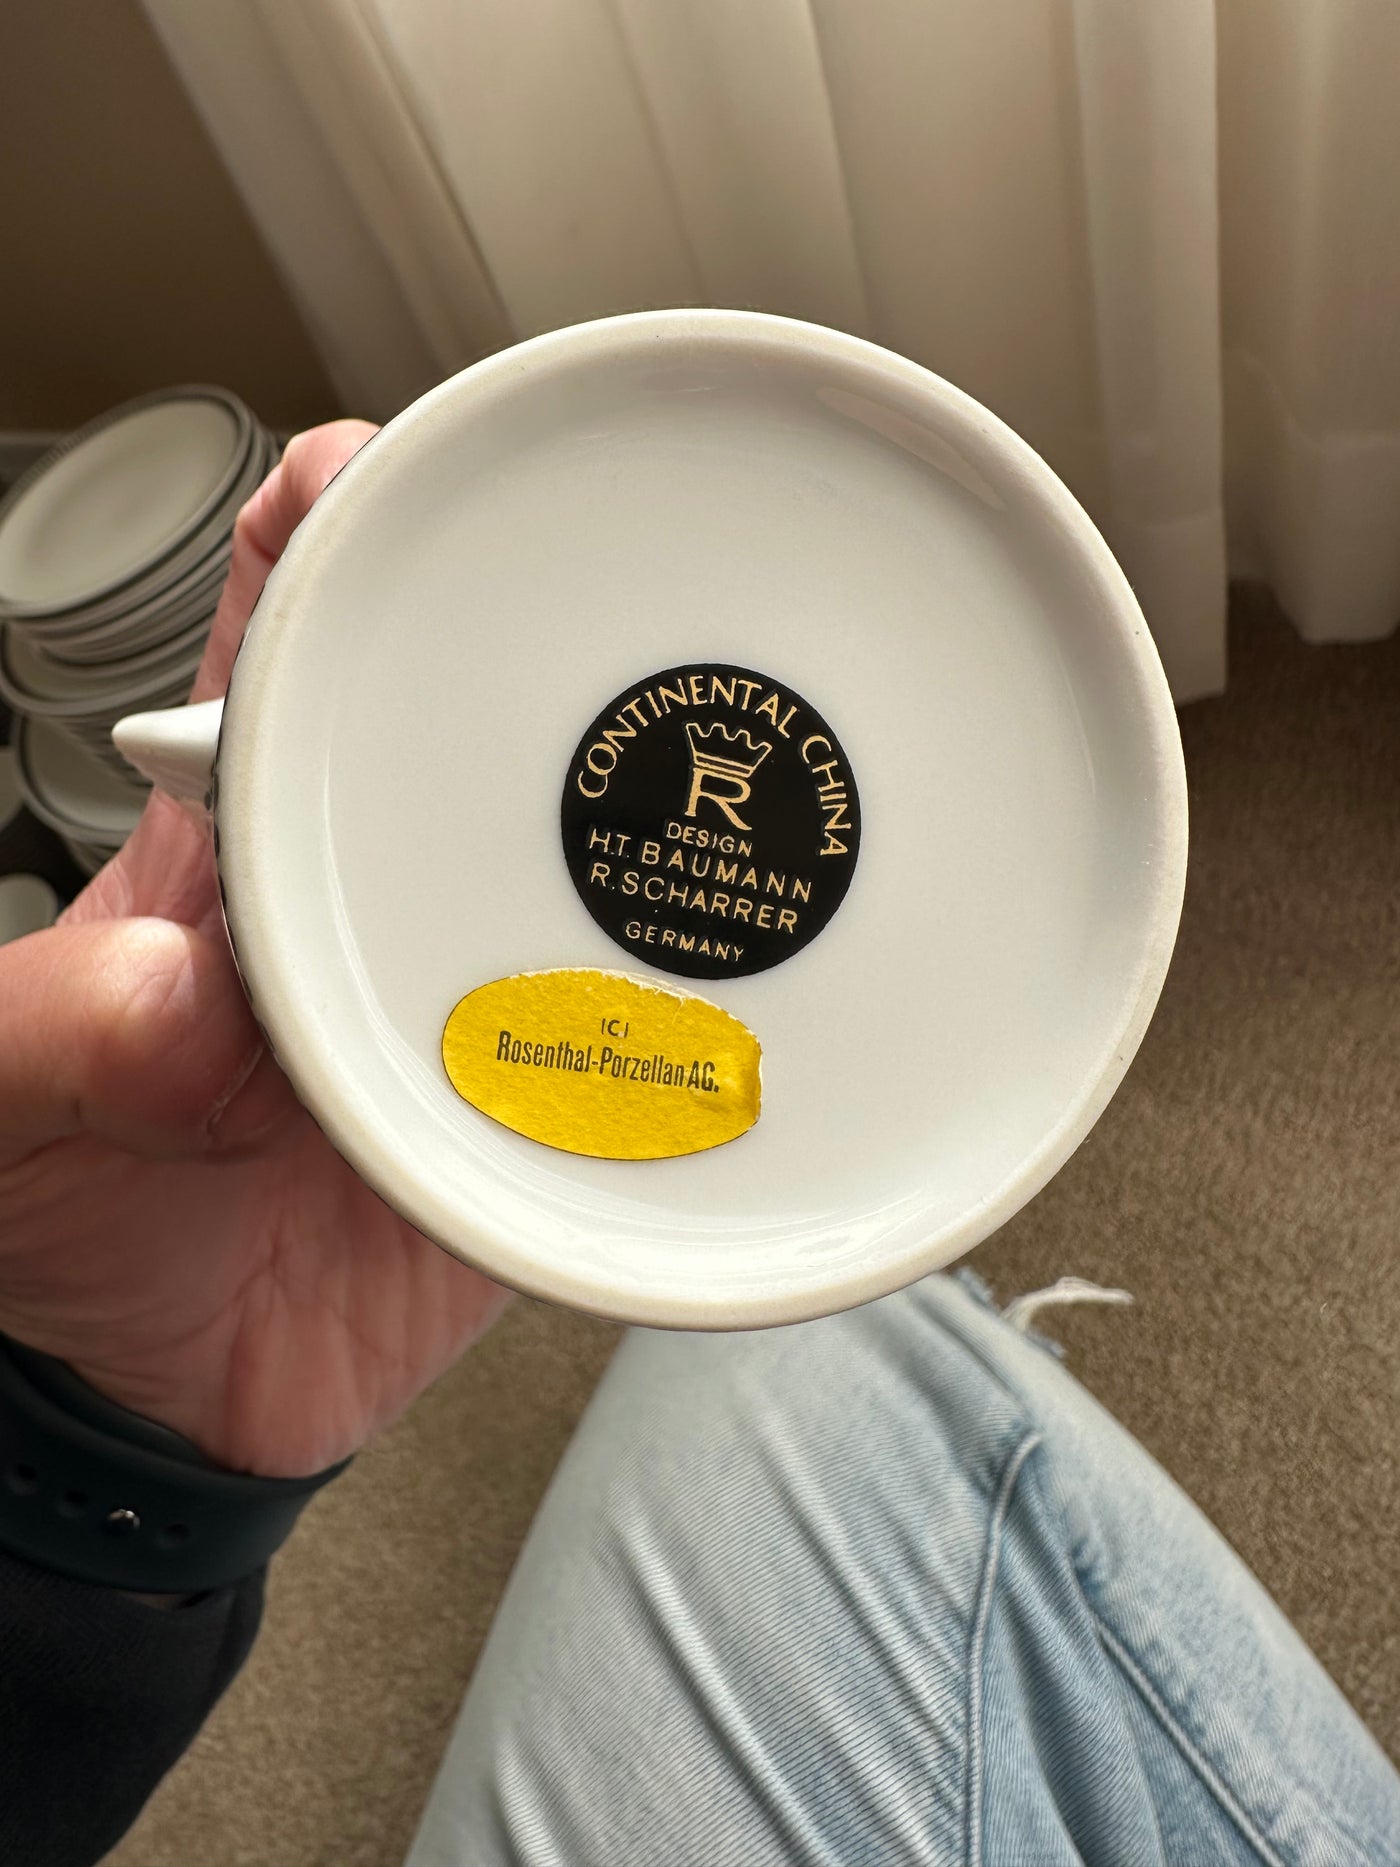 CONTINENTAL CHINA
R
DESIGN
H.T. BAUMANN
R. SCHARRER
GERMANY
ICI
Rosenthal-Porzellan AG.